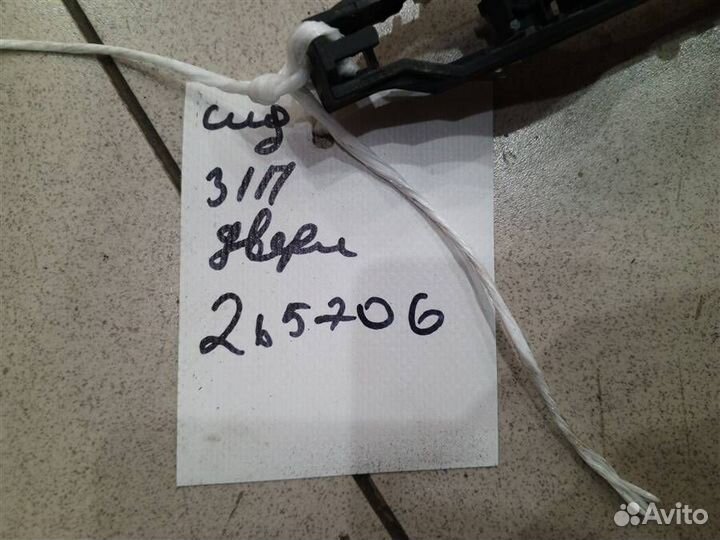 сид
З/П
двери
265706
Avito